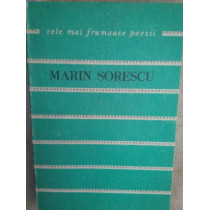 cele mai frumoase poezii
MARIN SORESCU